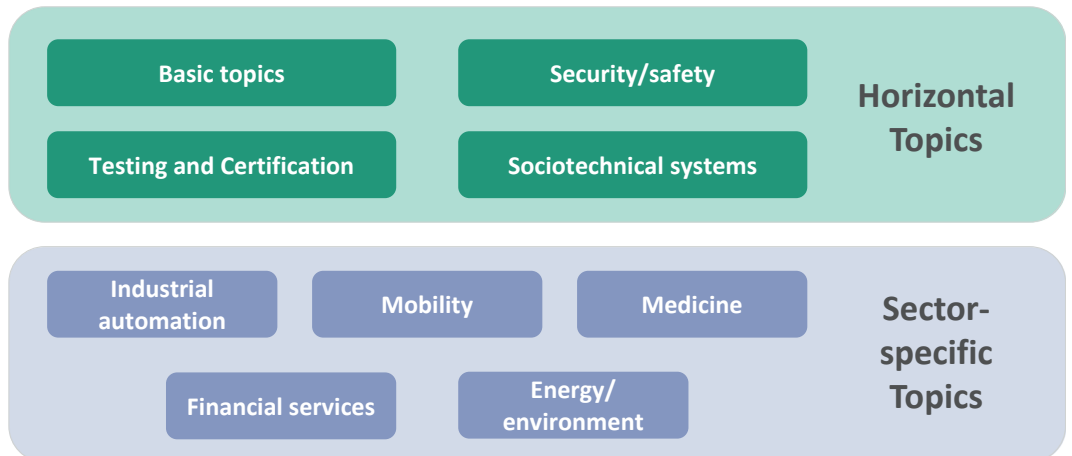 Basic topics
Security/safety
Horizontal
Topics
Testing and Certification
Sociotechnical systems
Industrial
automation
Mobility
Medicine
Sector-
specific
Topics
Financial services
Energy/
environment